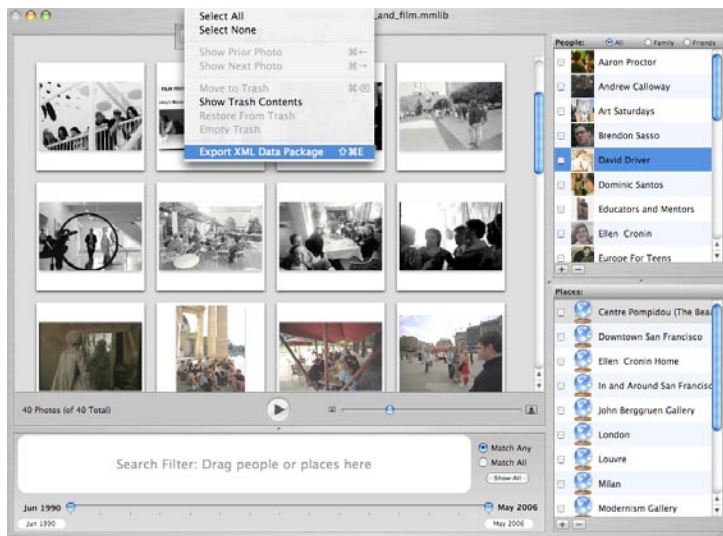 _and_film.mmlib
Select All
Select None
Show Prior Photo ⌘←
Show Next Photo ⌘→
Move to Trash ⌘⌫
Show Trash Contents
Restore From Trash
Empty Trash
Export XML Data Package ⇧⌘E
40 Photos (of 40 Total)
Search Filter: Drag people or places here
Match Any
Match All
Show All
Jun 1990
May 2006
Jun 1990
May 2006
People: All Family Friends
Aaron Proctor
Andrew Calloway
Art Saturdays
Brendon Sasso
David Driver
Dominic Santos
Educators and Mentors
Ellen Cronin
Europe For Teens
Places:
Centre Pompidou (The Beau
Downtown San Francisco
Ellen Cronin Home
In and Around San Francisc
John Berggruen Gallery
London
Louvre
Milan
Modernism Gallery